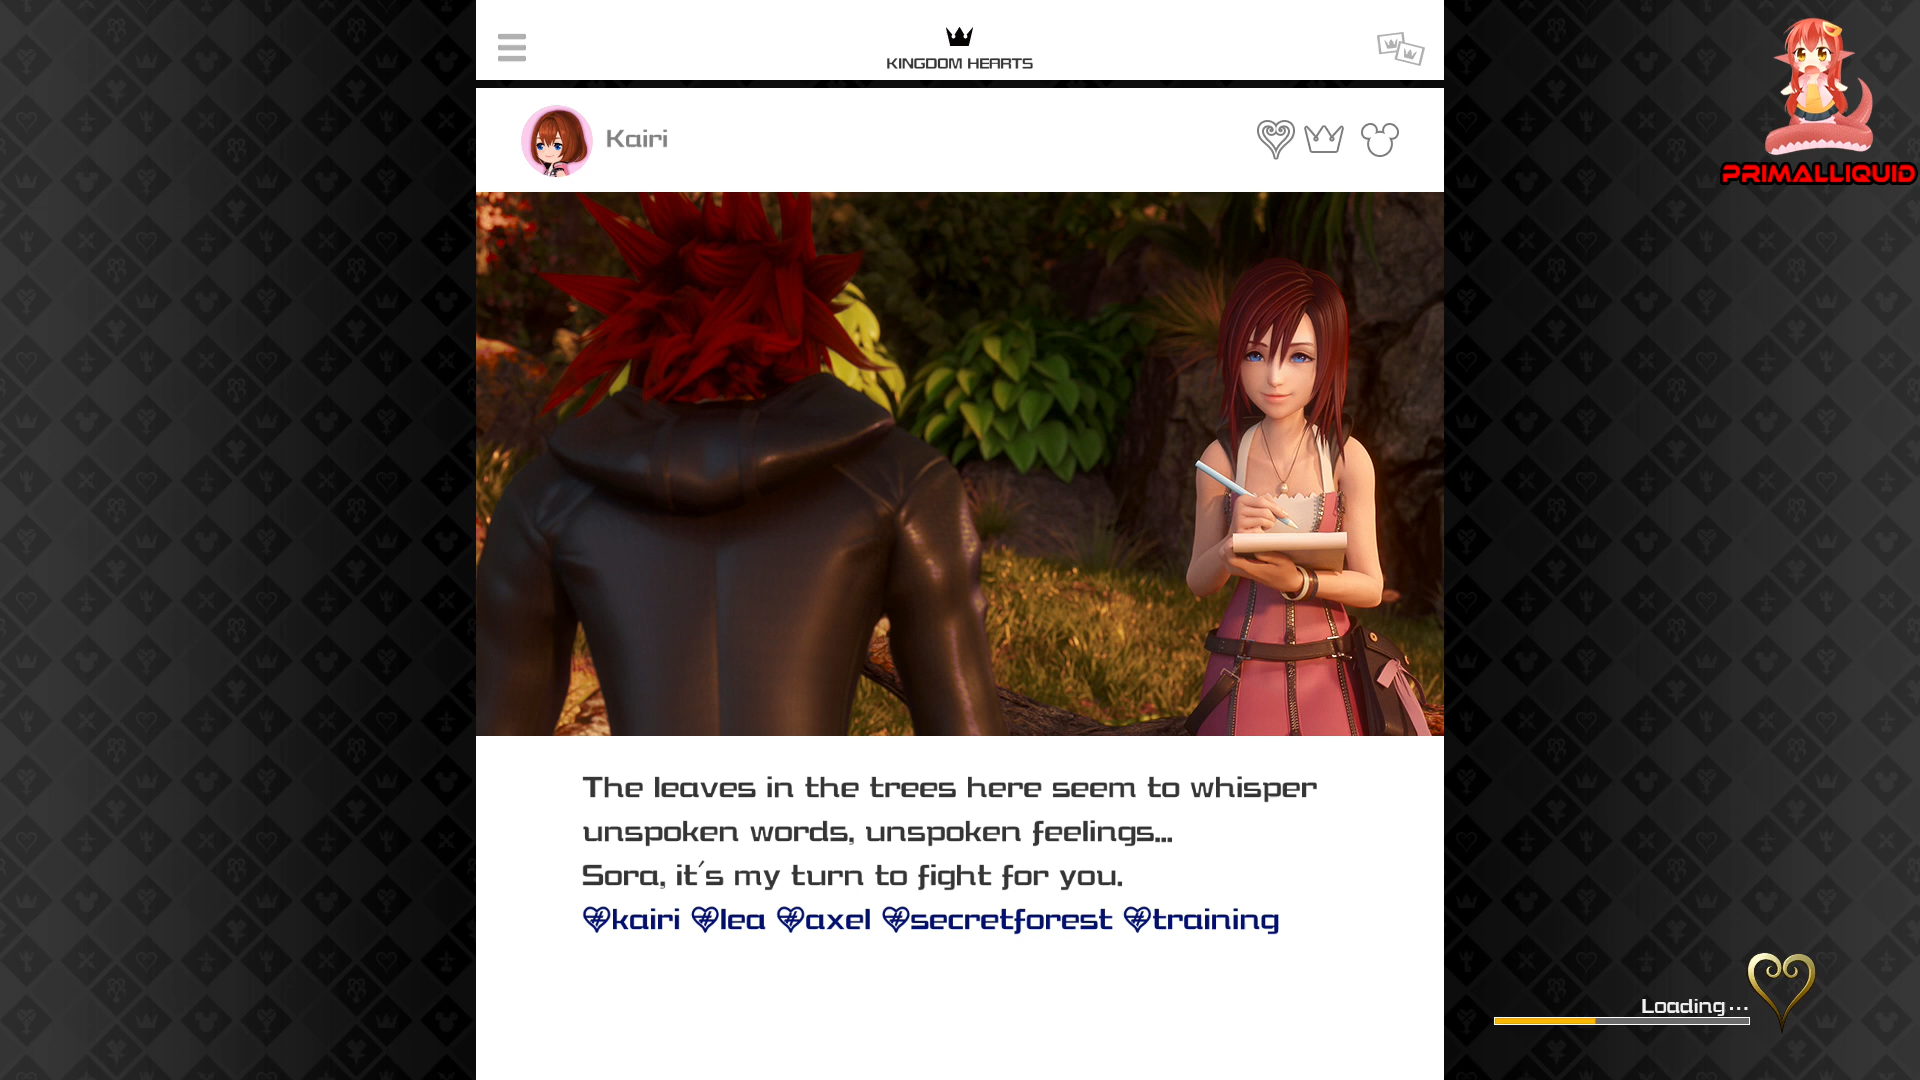 KINGDOM HEARTS
PRIMALLIQUID
Kairi
The leaves in the trees here seem to whisper
unspoken words, unspoken feelings...
Sora, it's my turn to fight for you.
#kairi #lea #axel #secretforest #training
Loading...